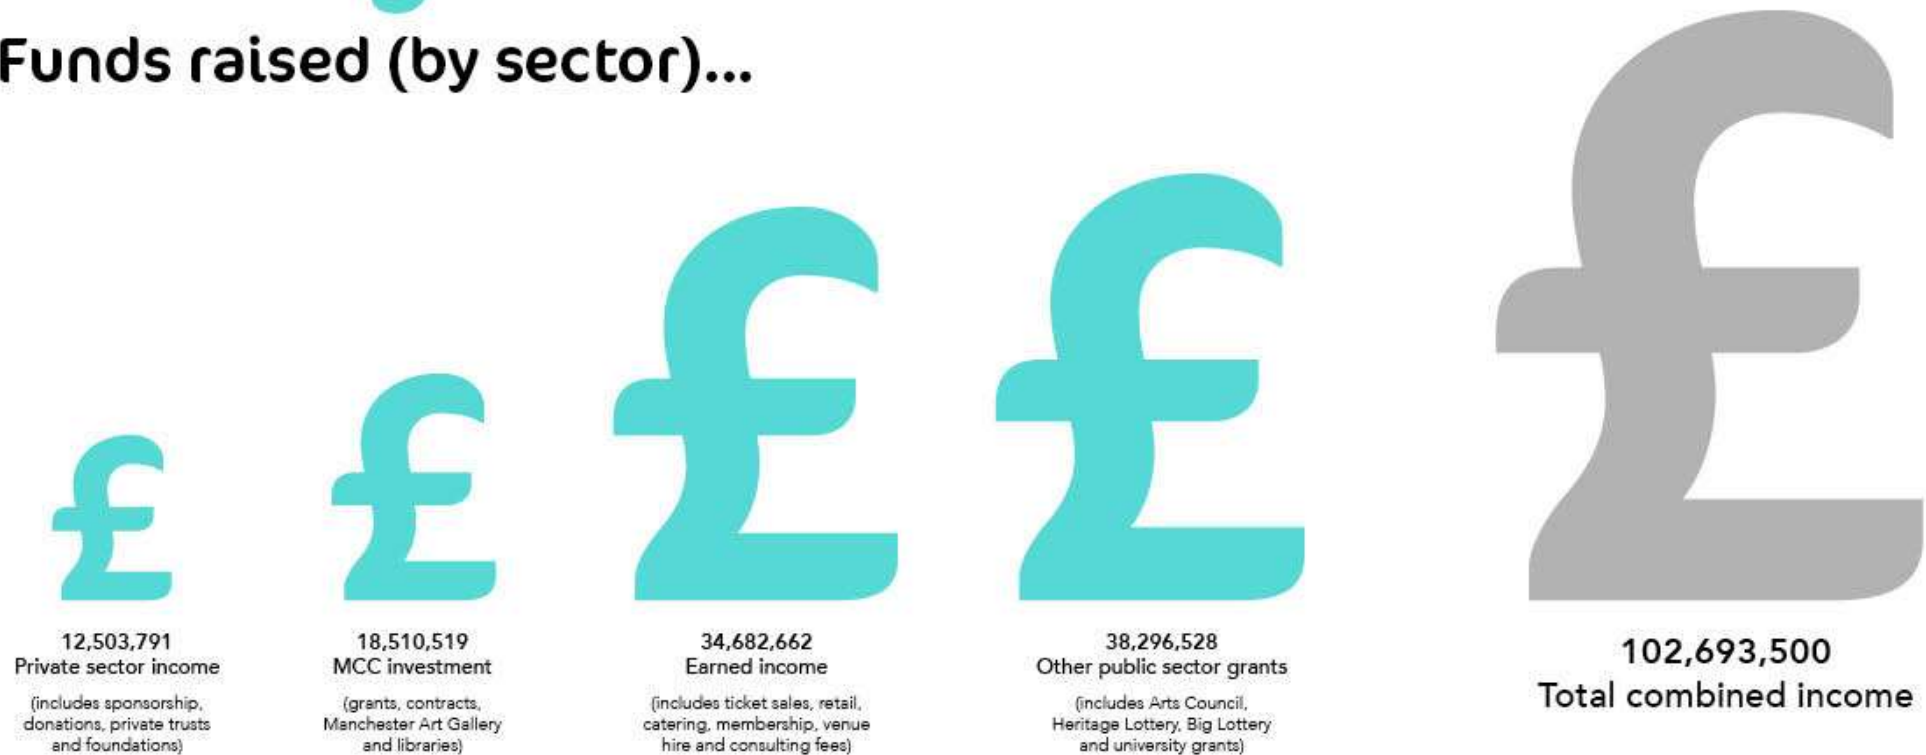 Funds raised (by sector)...
12,503,791
Private sector income
(includes sponsorship,
donations, private trusts
and foundations)
18,510,519
MCC investment
(grants, contracts,
Manchester Art Gallery
and libraries)
34,682,662
Earned income
(includes ticket sales, retail,
catering, membership, venue
hire and consulting fees)
38,296,528
Other public sector grants
(includes Arts Council,
Heritage Lottery, Big Lottery
and university grants)
102,693,500
Total combined income
££££££